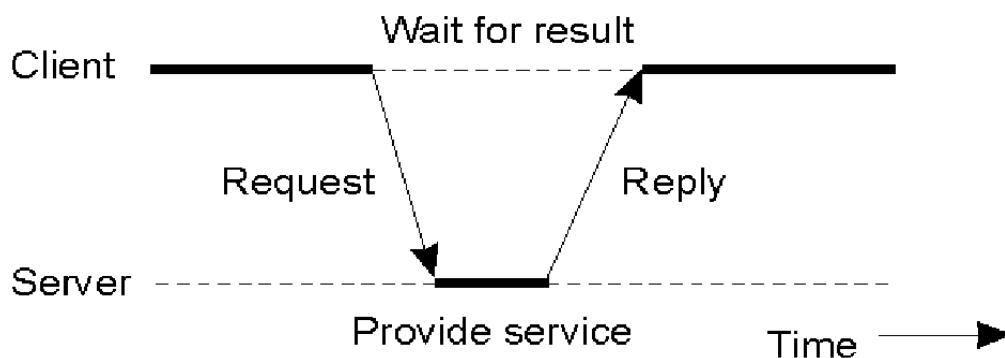 Wait for result
Client
Request
Reply
Server
Provide service
Time